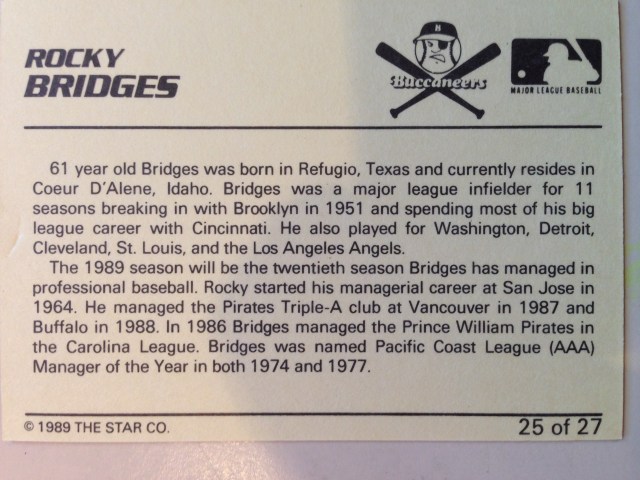 ROCKY
BRIDGES
B
Buccaneers
MAJOR LEAGUE BASEBALL
61 year old Bridges was born in Refugio, Texas and currently resides in
Coeur D'Alene, Idaho. Bridges was a major league infielder for 11
seasons breaking in with Brooklyn in 1951 and spending most of his big
league career with Cincinnati. He also played for Washington, Detroit,
Cleveland, St. Louis, and the Los Angeles Angels.
The 1989 season will be the twentieth season Bridges has managed in
professional baseball. Rocky started his managerial career at San Jose in
1964. He managed the Pirates Triple-A club at Vancouver in 1987 and
Buffalo in 1988. In 1986 Bridges managed the Prince William Pirates in
the Carolina League. Bridges was named Pacific Coast League (AAA)
Manager of the Year in both 1974 and 1977.
© 1989 THE STAR CO.
25 of 27